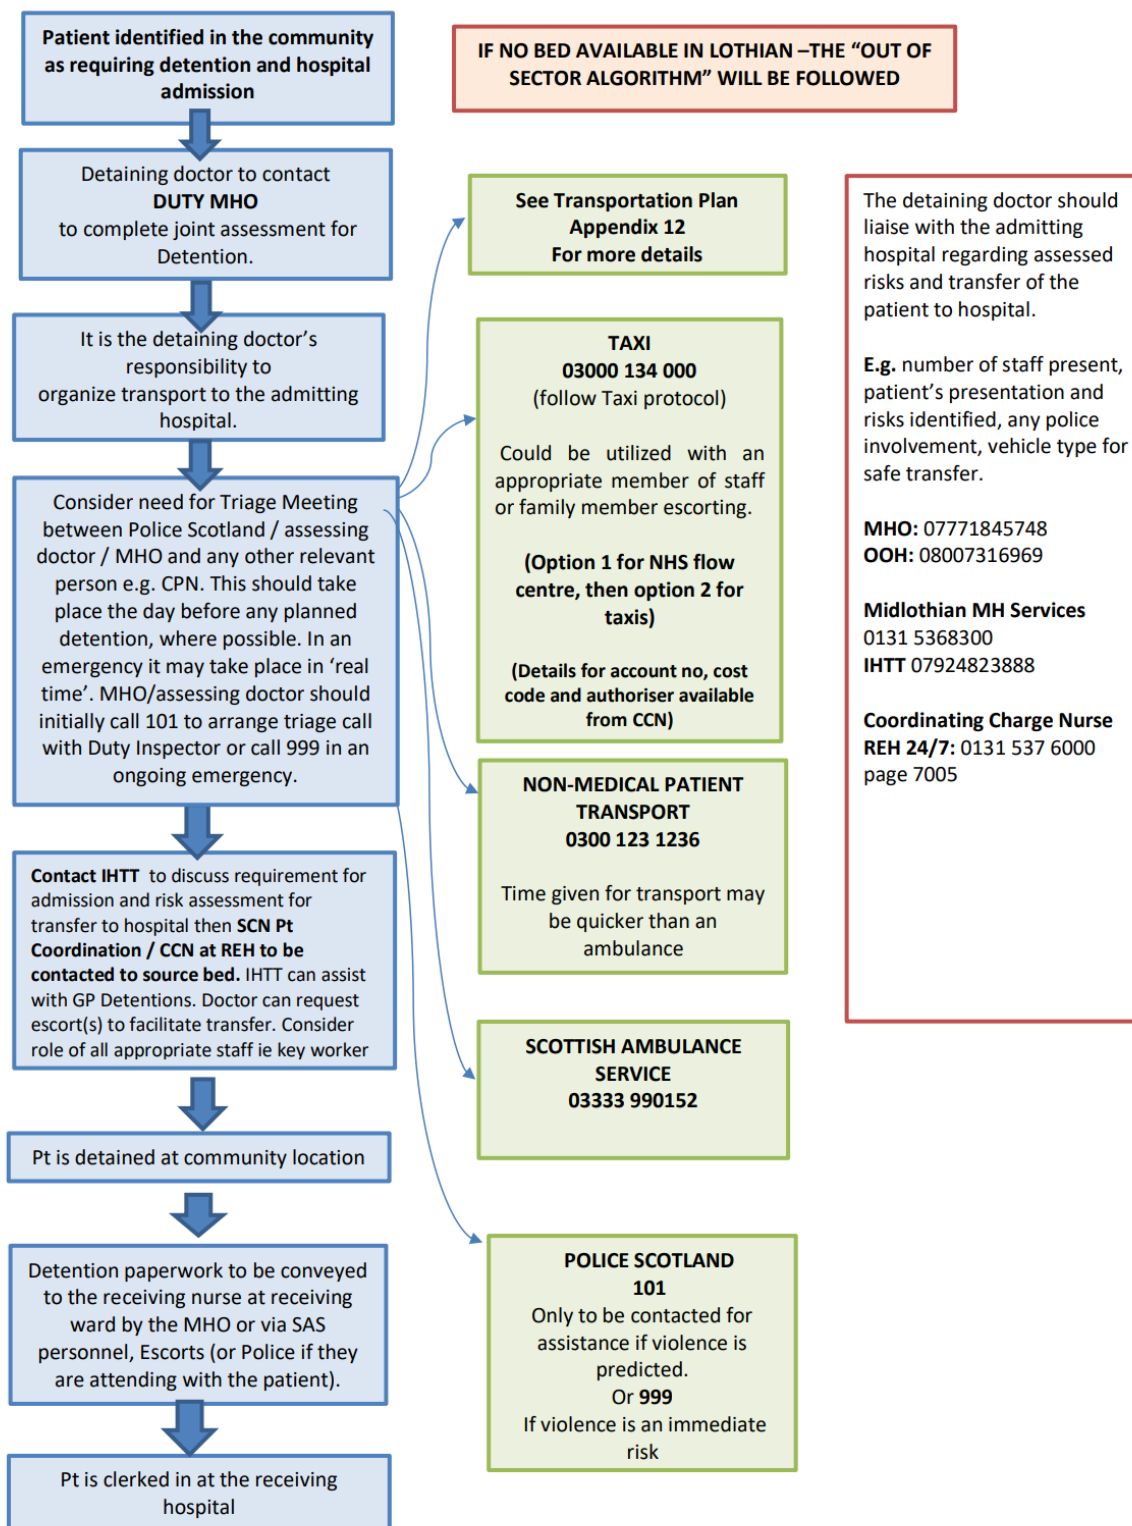 Patient identified in the community
as requiring detention and hospital
admission
IF NO BED AVAILABLE IN LOTHIAN –THE “OUT OF
SECTOR ALGORITHM” WILL BE FOLLOWED
Detaining doctor to contact
DUTY MHO
to complete joint assessment for
Detention.
It is the detaining doctor’s
responsibility to
organize transport to the admitting
hospital.
Consider need for Triage Meeting
between Police Scotland / assessing
doctor / MHO and any other relevant
person e.g. CPN. This should take
place the day before any planned
detention, where possible. In an
emergency it may take place in ‘real
time’. MHO/assessing doctor should
initially call 101 to arrange triage call
with Duty Inspector or call 999 in an
ongoing emergency.
Contact IHTT to discuss requirement for
admission and risk assessment for
transfer to hospital then SCN Pt
Coordination / CCN at REH to be
contacted to source bed. IHTT can assist
with GP Detentions. Doctor can request
escort(s) to facilitate transfer. Consider
role of all appropriate staff ie key worker
Pt is detained at community location
Detention paperwork to be conveyed
to the receiving nurse at receiving
ward by the MHO or via SAS
personnel, Escorts (or Police if they
are attending with the patient).
Pt is clerked in at the receiving
hospital
See Transportation Plan
Appendix 12
For more details
TAXI
03000 134 000
(follow Taxi protocol)
Could be utilized with an
appropriate member of staff
or family member escorting.
(Option 1 for NHS flow
centre, then option 2 for
taxis)
(Details for account no, cost
code and authoriser available
from CCN)
NON-MEDICAL PATIENT
TRANSPORT
0300 123 1236
Time given for transport may
be quicker than an
ambulance
SCOTTISH AMBULANCE
SERVICE
03333 990152
POLICE SCOTLAND
101
Only to be contacted for
assistance if violence is
predicted.
Or 999
If violence is an immediate
risk
The detaining doctor should
liaise with the admitting
hospital regarding assessed
risks and transfer of the
patient to hospital.
E.g. number of staff present,
patient’s presentation and
risks identified, any police
involvement, vehicle type for
safe transfer.
MHO: 07771845748
OOH: 08007316969
Midlothian MH Services
0131 5368300
IHTT 07924823888
Coordinating Charge Nurse
REH 24/7: 0131 537 6000
page 7005